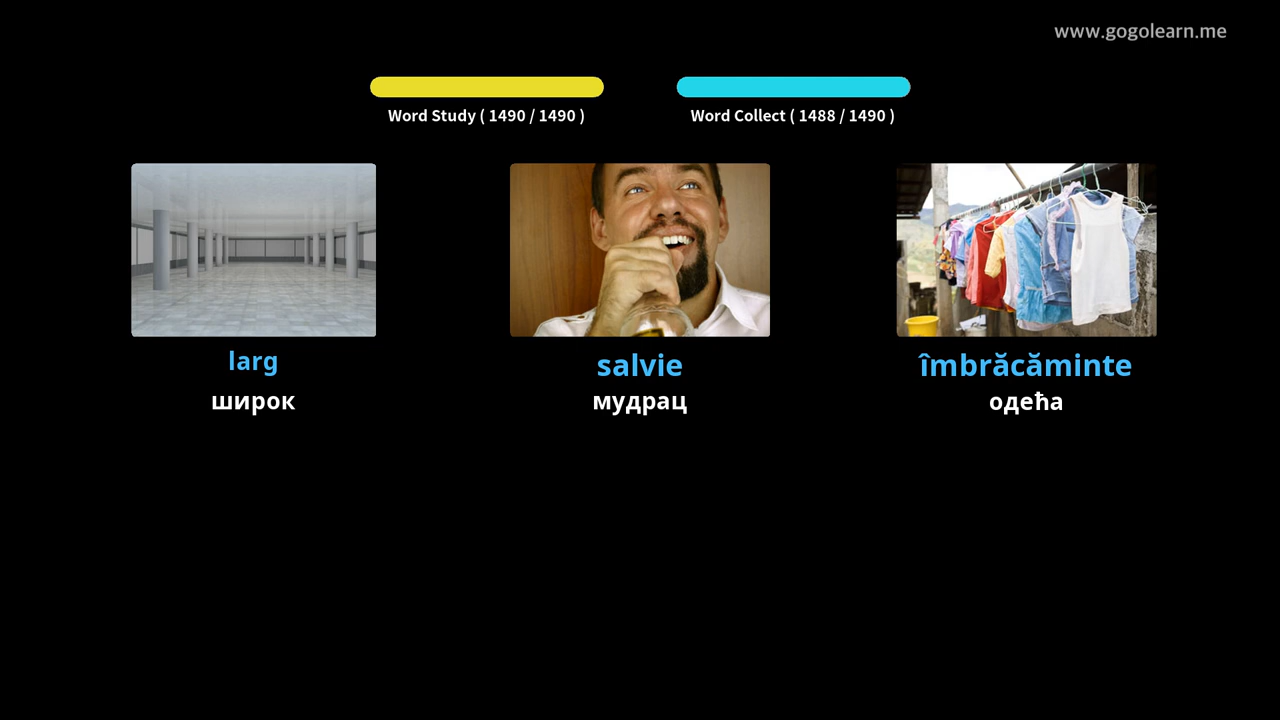 www.gogolearn.me
Word Study ( 1490 / 1490 )
Word Collect ( 1488 / 1490 )
larg
salvie
îmbrăcăminte
широк
мудрац
одећа